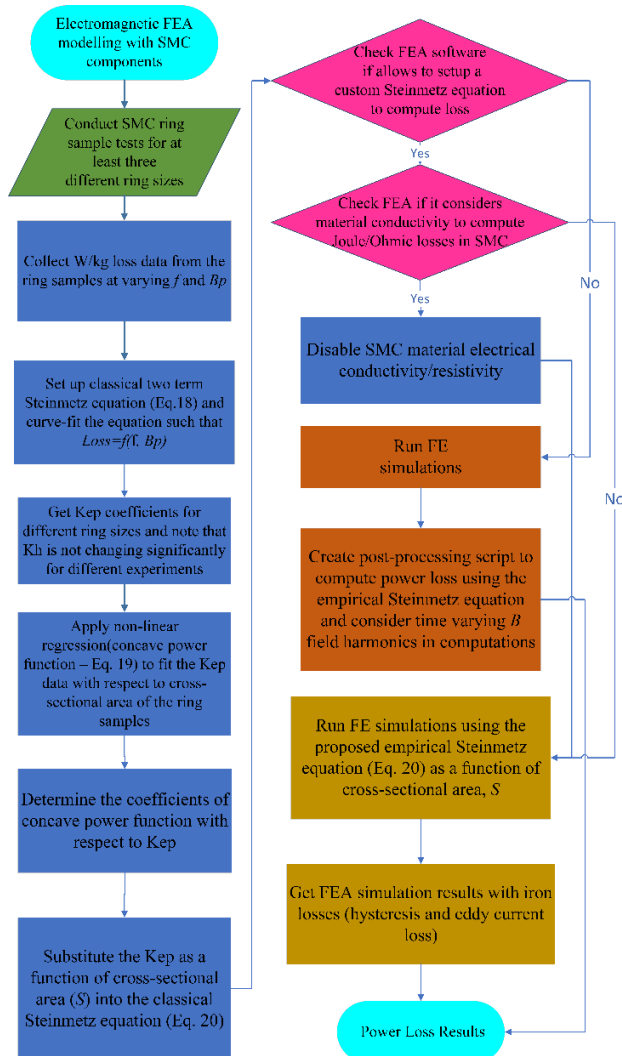 Electromagnetic FEA
modelling with SMC
components
Conduct SMC ring
sample tests for at
least three
different ring sizes
Collect W/kg loss data from the
ring samples at varying f and Bp
Set up classical two term
Steinmetz equation (Eq.18) and
curve-fit the equation such that
Loss=f(f, Bp)
Get Kep coefficients for
different ring sizes and note that
Kh is not changing significantly
for different experiments
Apply non-linear
regression(concave power
function – Eq. 19) to fit the Kep
data with respect to cross-
sectional area of the ring
samples
Determine the coefficients of
concave power function with
respect to Kep
Substitute the Kep as a
function of cross-sectional
area (S) into the classical
Steinmetz equation (Eq. 20)
Check FEA software
if allows to setup a
custom Steinmetz equation
to compute loss
Yes
No
Check FEA if it considers
material conductivity to compute
Joule/Ohmic losses in SMC
Yes
No
Disable SMC material electrical
conductivity/resistivity
Run FE
simulations
Create post-processing script to
compute power loss using the
empirical Steinmetz equation
and consider time varying B
field harmonics in computations
Run FE simulations using the
proposed empirical Steinmetz
equation (Eq. 20) as a function of
cross-sectional area, S
Get FEA simulation results with iron
losses (hysteresis and eddy current
loss)
Power Loss Results